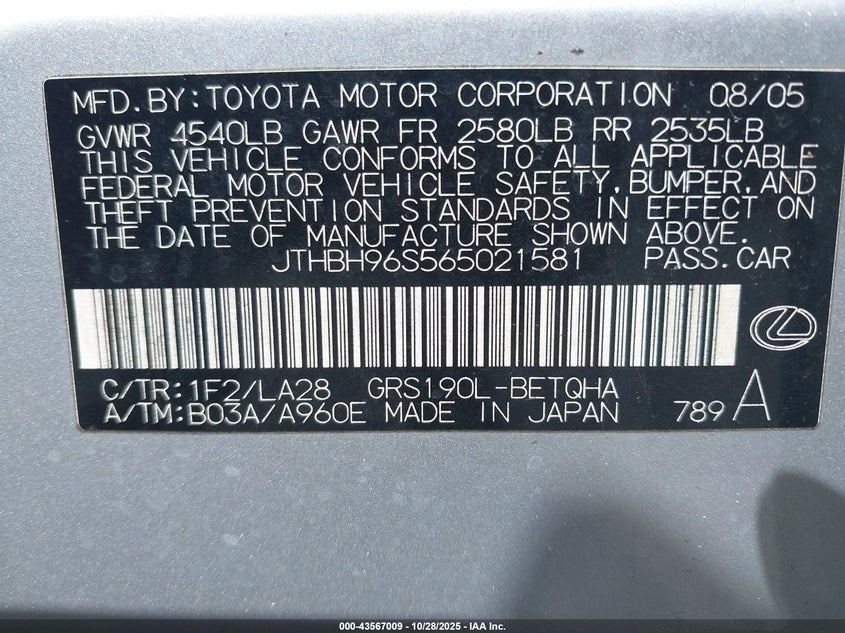 MFD.BY:TOYOTA MOTOR CORPORATION 08/05
GVWR 4540LB GAWR FR 2580LB RR 2535LB
THIS VEHICLE CONFORMS TO ALL APPLICABLE
FEDERAL MOTOR VEHICLE SAFETY,BUMPER,AND
THEFT PREVENTION STANDARDS IN EFFECT ON
THE DATE OF MANUFACTURE SHOWN ABOVE.
JTHBH96S565021581 PASS.CAR
C/TR:1F2/LA28 GRS190L-BETQHA
A/TM:B03A/A960E MADE IN JAPAN 789 A
000-43567009 - 10/28/2025 - IAA Inc.